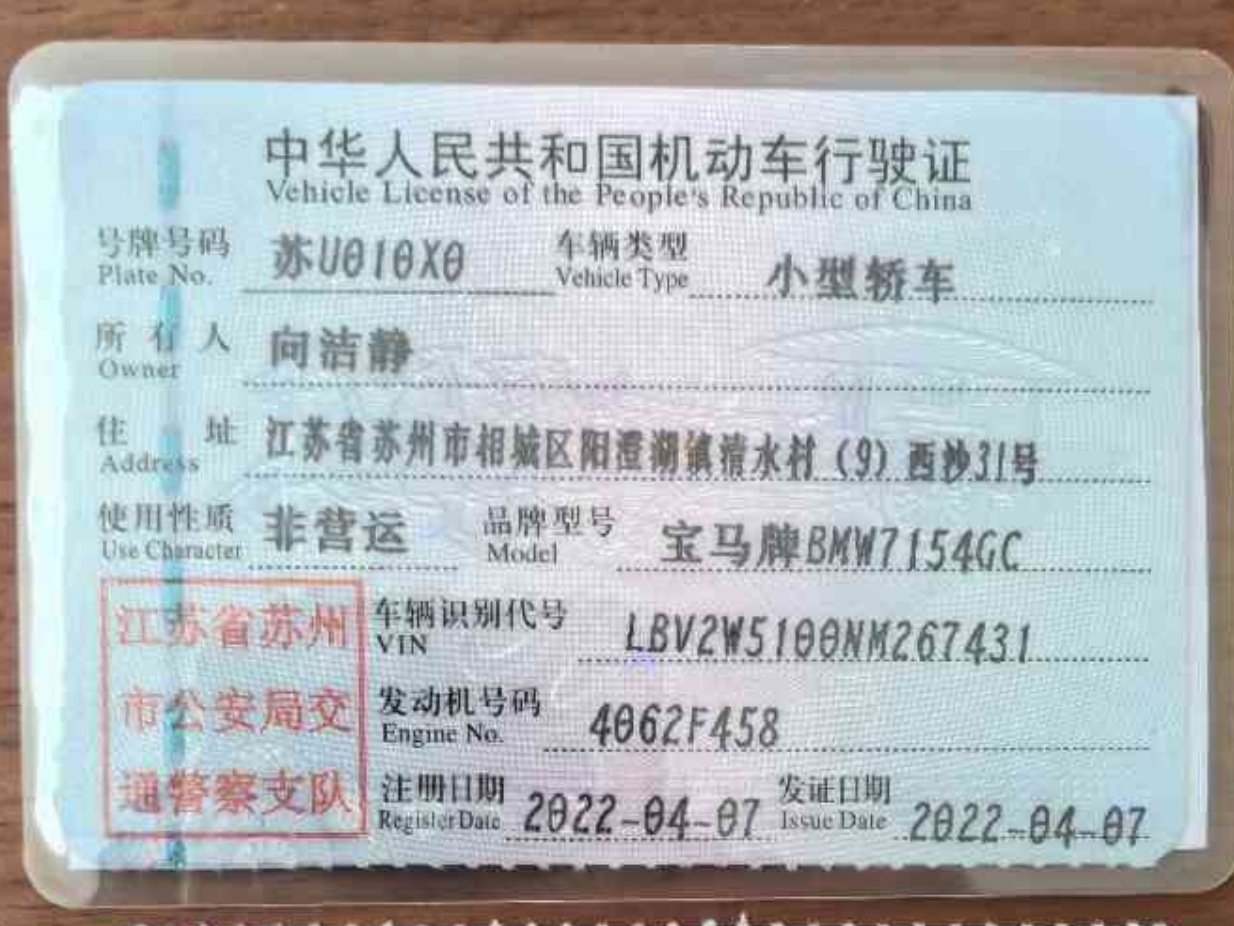 中华人民共和国机动车行驶证
Vehicle License of the People's Republic of China
号牌号码 苏U010X0 车辆类型 小型轿车
Plate No. Vehicle Type
所有人 向洁静
Owner
住址 江苏省苏州市相城区阳澄湖镇清水村（9）西沙31号
Address
使用性质 非营运 品牌型号 宝马牌BMW7154GC
Use Character Model
江苏省苏州
市公安局交
通警察支队
车辆识别代号 LBV2W5100NM267431
VIN
发动机号码 4062F458
Engine No.
注册日期 2022-04-07 发证日期 2022-04-07
Register Date Issue Date